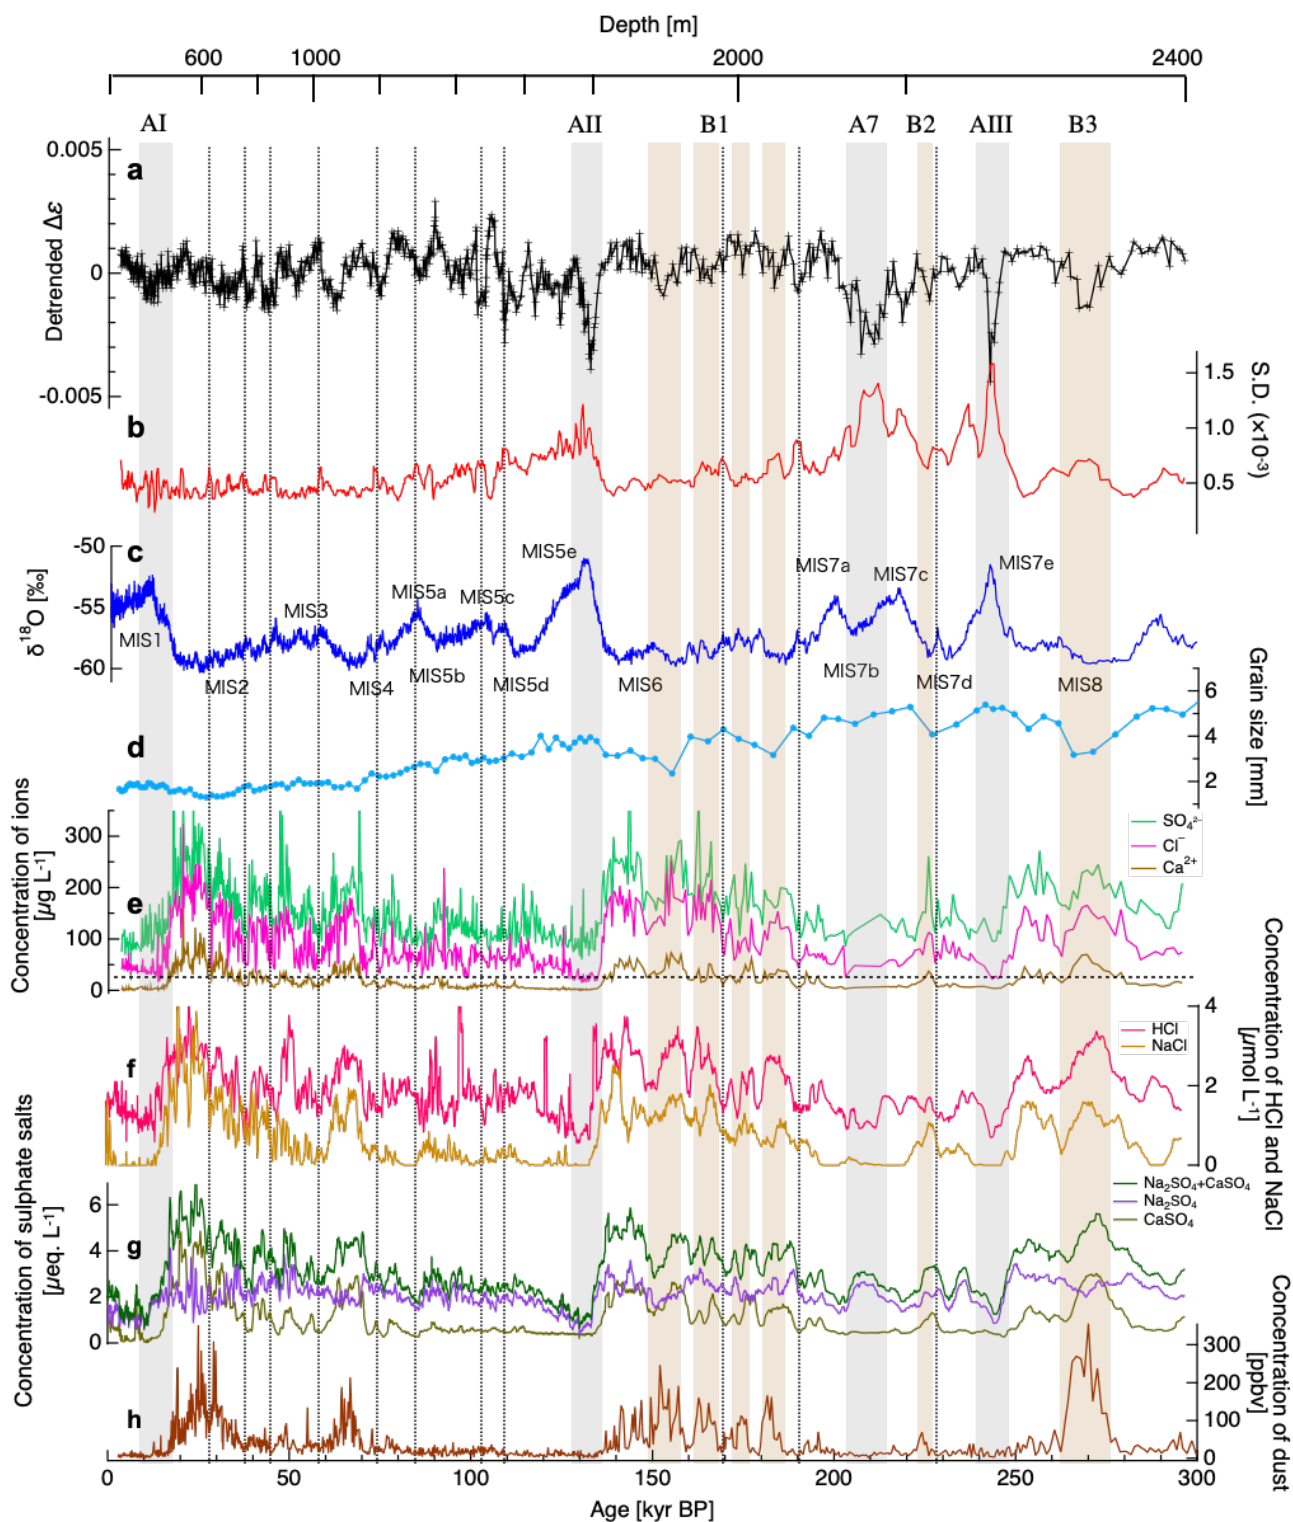 Depth [m]
600 1000 2000 2400
AI AII B1 A7 B2 AIII B3
a
0.005
0
-0.005
Detrended Δε
b
1.5
1.0
0.5
S.D. (×10⁻³)
c
-50
-55
-60
δ¹⁸O [‰]
MIS5e
MIS7a MIS7c MIS7e
MIS1 MIS3 MIS5a MIS5c
MIS2 MIS4 MIS5b MIS5d MIS6 MIS7b MIS7d MIS8
d
6
4
2
Grain size [mm]
e
300
200
100
0
Concentration of ions
[µg L⁻¹]
SO₄²⁻
Cl⁻
Ca²⁺
f
4
2
0
Concentration of HCl and NaCl
[µmol L⁻¹]
HCl
NaCl
g
6
4
2
0
Concentration of sulphate salts
[µeq. L⁻¹]
Na₂SO₄+CaSO₄
Na₂SO₄
CaSO₄
h
300
200
100
0
Concentration of dust
[ppbv]
0 50 100 150 200 250 300
Age [kyr BP]